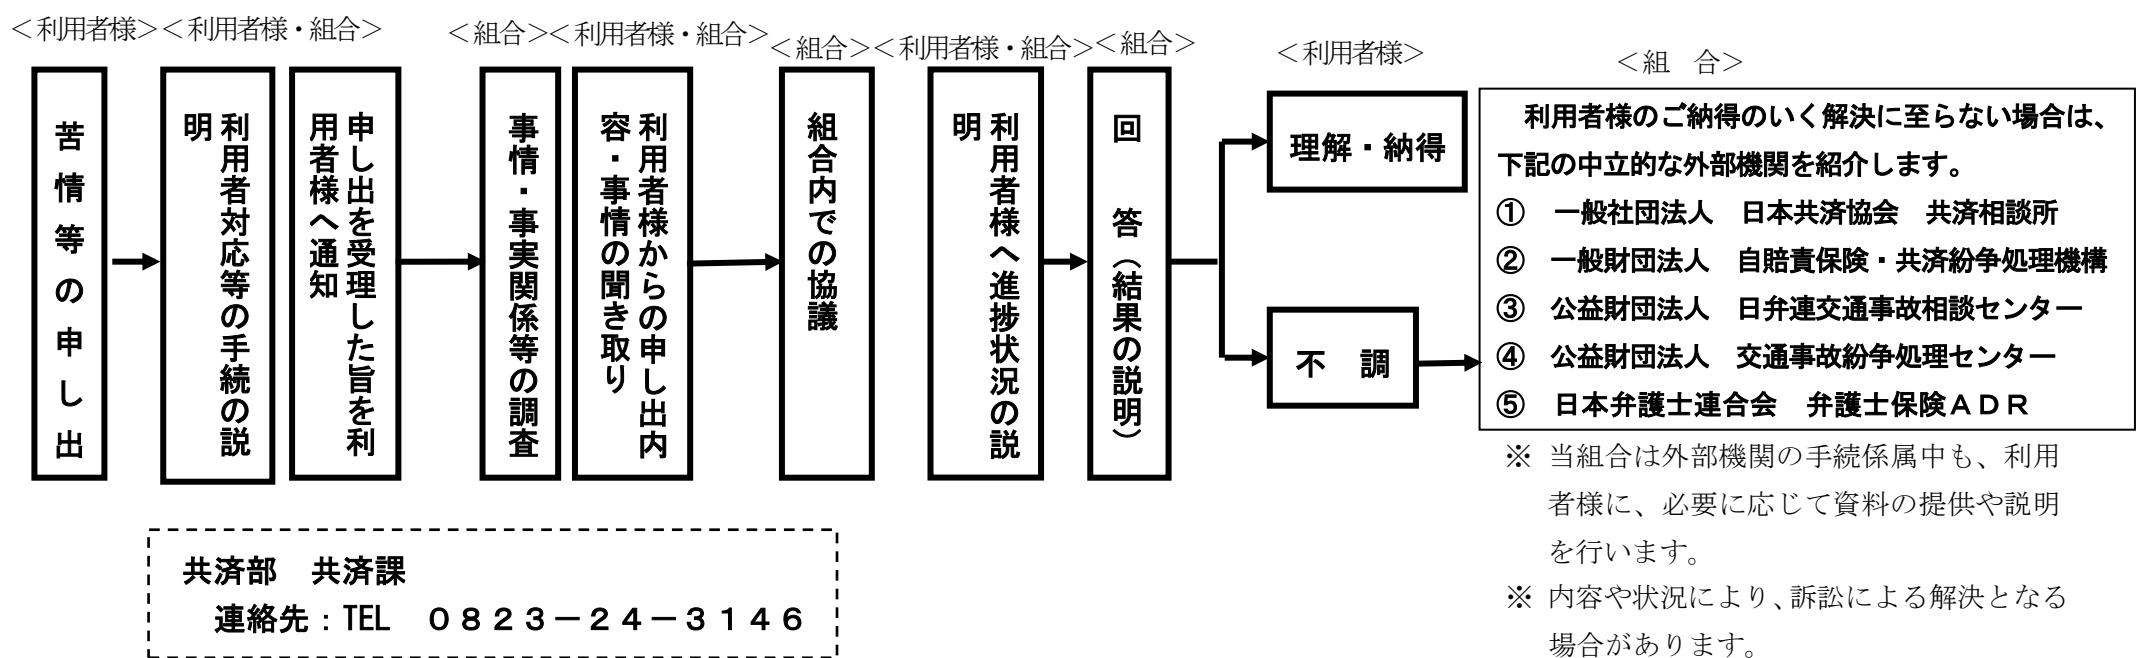 ＜利用者様＞
＜利用者様・組合＞
＜組合＞
＜利用者様・組合＞
＜組合＞
＜利用者様・組合＞
＜組合＞
＜利用者様＞
＜組　合＞
苦情等の申し出
利用者対応等の手続の説
明
申し出を受理した旨を利
用者様へ通知
事情・事実関係等の調査
利用者様からの申し出内
容・事情の聞き取り
組合内での協議
利用者様へ進捗状況の説
明
回　答（結果の説明）
理解・納得
不　調
利用者様のご納得のいく解決に至らない場合は、
下記の中立的な外部機関を紹介します。
①　一般社団法人　日本共済協会　共済相談所
②　一般財団法人　自賠責保険・共済紛争処理機構
③　公益財団法人　日弁連交通事故相談センター
④　公益財団法人　交通事故紛争処理センター
⑤　日本弁護士連合会　弁護士保険ＡＤＲ
※ 当組合は外部機関の手続係属中も、利用
者様に、必要に応じて資料の提供や説明
を行います。
※ 内容や状況により、訴訟による解決となる
場合があります。
共済部　共済課
連絡先：TEL　０８２３－２４－３１４６